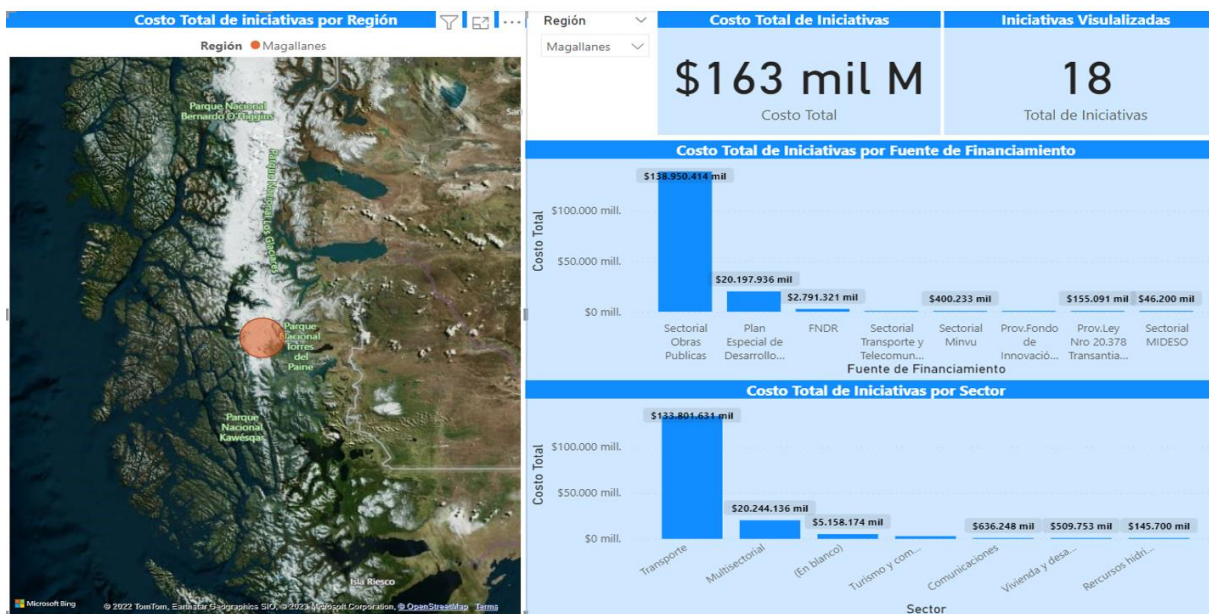 Costo Total de iniciativas por Región
Región Magallanes
Parque Nacional
Bernardo O'Higgins
Parque Nacional Los Glaciares
Parque
Nacional
Torres
del
Paine
Parque
Nacional
Kawésqar
Isla Riesco
Microsoft Bing
© 2022 TomTom, Earthstar Geographics SIO, © 2023 Microsoft Corporation, © OpenStreetMap Terms
Región
Magallanes
Costo Total de Iniciativas
$163 mil M
Costo Total
Iniciativas Visulalizadas
18
Total de Iniciativas
Costo Total de Iniciativas por Fuente de Financiamiento
Costo Total
$100.000 mill.
$50.000 mill.
$0 mill.
$138.950.414 mil
$20.197.936 mil
$2.791.321 mil
$400.233 mil
$155.091 mil
$46.200 mil
Sectorial
Obras
Publicas
Plan
Especial de
Desarrollo...
FNDR
Sectorial
Transporte y
Telecomun...
Sectorial
Minvu
Prov.Fondo
de
Innovació...
Prov.Ley
Nro 20.378
Transantia...
Sectorial
MIDESO
Fuente de Financiamiento
Costo Total de Iniciativas por Sector
Costo Total
$100.000 mill.
$50.000 mill.
$0 mill.
$133.801.631 mil
$20.244.136 mil
$5.158.174 mil
$636.248 mil
$509.753 mil
$145.700 mil
Transporte
Multisectorial
(En blanco)
Turismo y com...
Comunicaciones
Vivienda y desa...
Rercursos hídri...
Sector